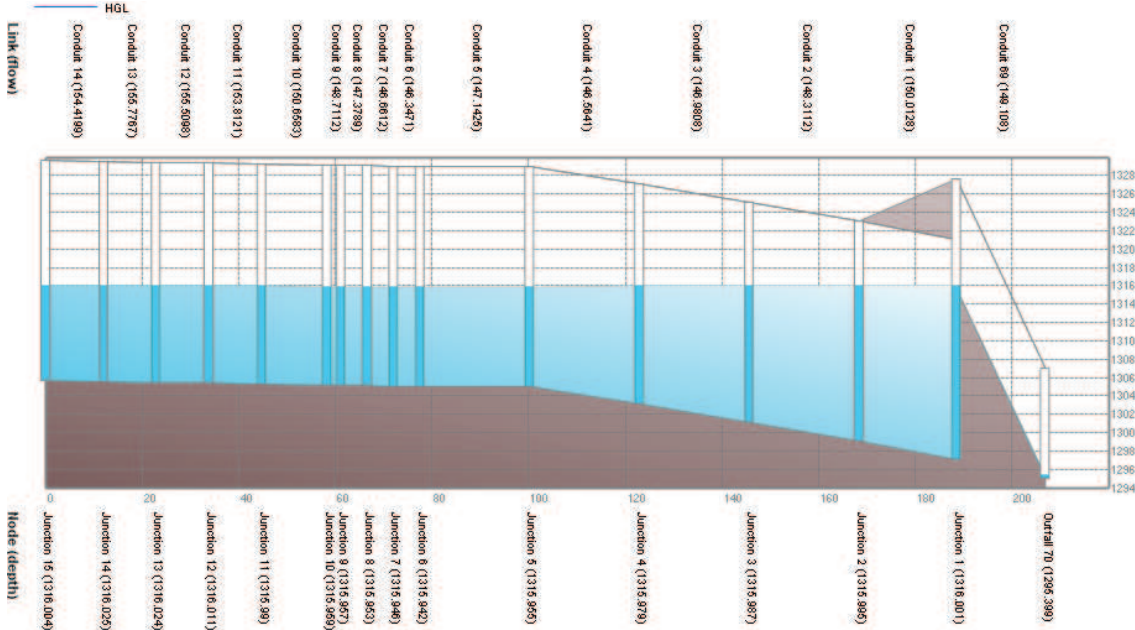 HGL
Link (flow)
Conduit 14 (154.4199)
Conduit 13 (155.7767)
Conduit 12 (155.5098)
Conduit 11 (153.8121)
Conduit 10 (150.6583)
Conduit 9 (148.7112)
Conduit 8 (147.3789)
Conduit 7 (146.6612)
Conduit 6 (146.3471)
Conduit 5 (147.1425)
Conduit 4 (146.5641)
Conduit 3 (146.9808)
Conduit 2 (148.3112)
Conduit 1 (150.0128)
Conduit 69 (149.108)
1328
1326
1324
1322
1320
1318
1316
1314
1312
1310
1308
1306
1304
1302
1300
1298
1296
1294
0
20
40
60
80
100
120
140
160
180
200
Node (depth)
Junction 15 (1316.004)
Junction 14 (1316.025)
Junction 13 (1316.024)
Junction 12 (1316.011)
Junction 11 (1315.99)
Junction 10 (1315.969)
Junction 9 (1315.957)
Junction 8 (1315.953)
Junction 7 (1315.946)
Junction 6 (1315.942)
Junction 5 (1315.955)
Junction 4 (1315.979)
Junction 3 (1315.987)
Junction 2 (1315.995)
Junction 1 (1316.001)
Outfall 70 (1295.399)